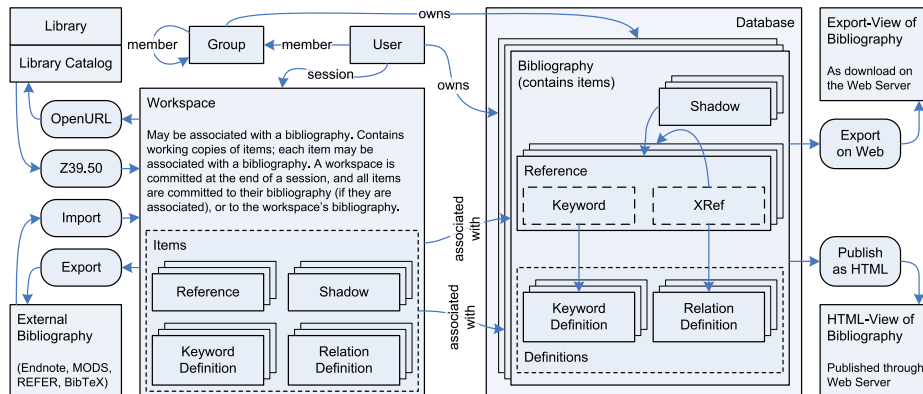 Library
Library Catalog
OpenURL
Z39.50
Import
Export
External
Bibliography
(Endnote, MODS,
REFER, BibTeX)
member
Group
member
User
session
owns
owns
Workspace
May be associated with a bibliography. Contains
working copies of items; each item may be
associated with a bibliography. A workspace is
committed at the end of a session, and all items
are committed to their bibliography (if they are
associated), or to the workspace's bibliography.
Items
Reference
Shadow
Keyword
Definition
Relation
Definition
associated
with
associated
with
Database
Bibliography
(contains items)
Shadow
Reference
Keyword
XRef
Keyword
Definition
Relation
Definition
Definitions
Export-View of
Bibliography
As download on
the Web Server
Export
on Web
Publish
as HTML
HTML-View of
Bibliography
Published through
Web Server